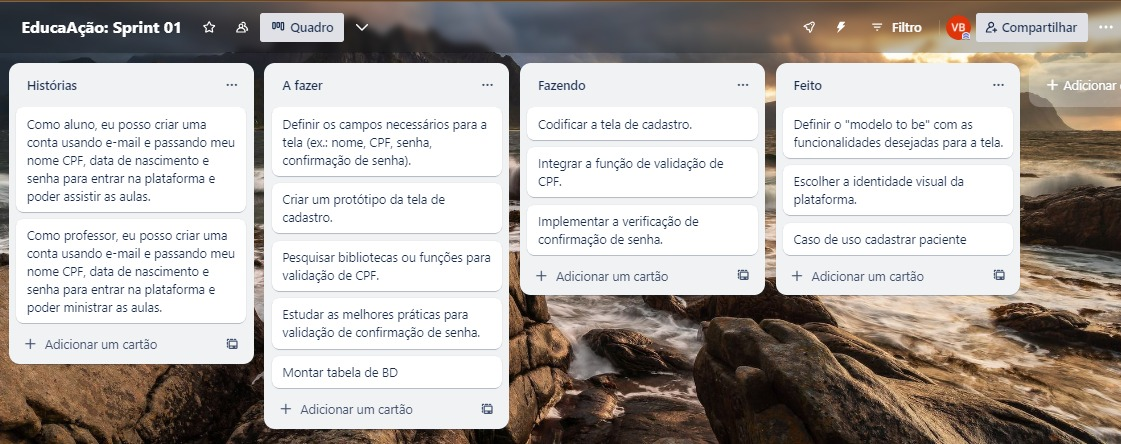 EducaAção: Sprint 01
Quadro
Filtro
VB
Compartilhar
Histórias
Como aluno, eu posso criar uma
conta usando e-mail e passando meu
nome CPF, data de nascimento e
senha para entrar na plataforma e
poder assistir as aulas.
Como professor, eu posso criar uma
conta usando e-mail e passando meu
nome CPF, data de nascimento e
senha para entrar na plataforma e
poder ministrar as aulas.
+ Adicionar um cartão
A fazer
Definir os campos necessários para a
tela (ex.: nome, CPF, senha,
confirmação de senha).
Criar um protótipo da tela de
cadastro.
Pesquisar bibliotecas ou funções para
validação de CPF.
Estudar as melhores práticas para
validação de confirmação de senha.
Montar tabela de BD
+ Adicionar um cartão
Fazendo
Codificar a tela de cadastro.
Integrar a função de validação de
CPF.
Implementar a verificação de
confirmação de senha.
+ Adicionar um cartão
Feito
Definir o "modelo to be" com as
funcionalidades desejadas para a tela.
Escolher a identidade visual da
plataforma.
Caso de uso cadastrar paciente
+ Adicionar um cartão
+ Adicionar